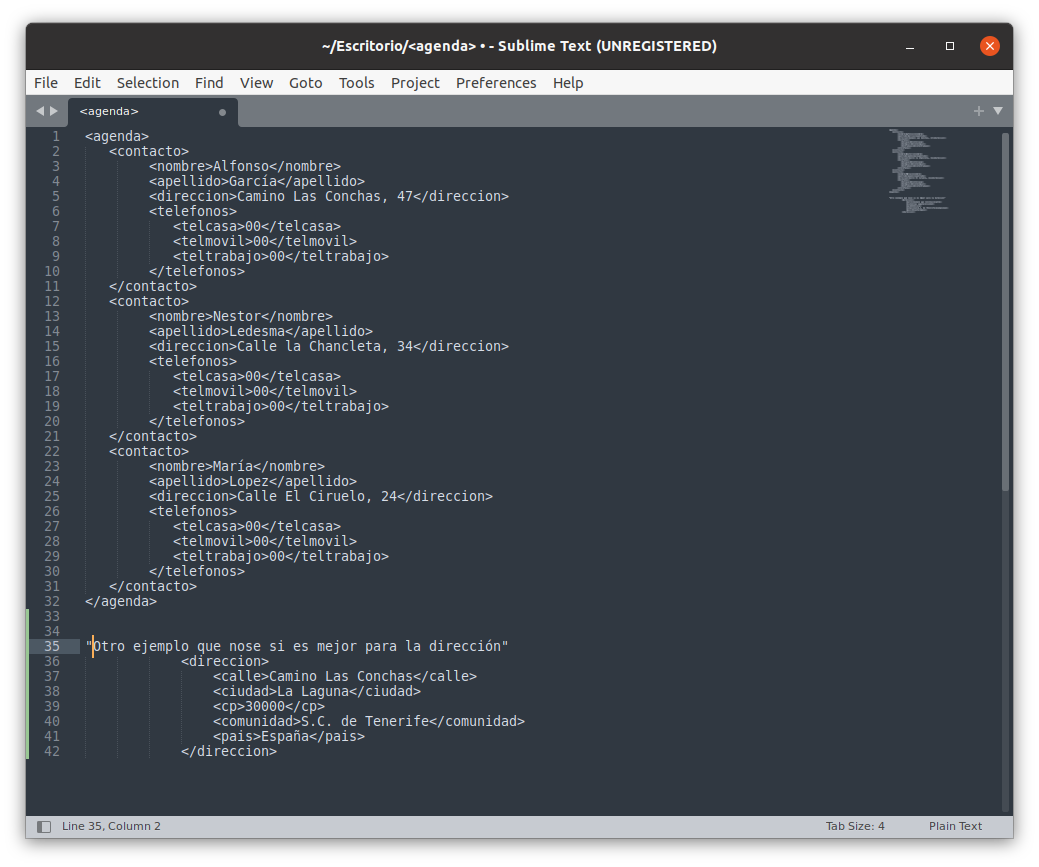 ~/Escritorio/<agenda> • - Sublime Text (UNREGISTERED)
File Edit Selection Find View Goto Tools Project Preferences Help
<agenda>
1 <agenda>
2 <contacto>
3 <nombre>Alfonso</nombre>
4 <apellido>García</apellido>
5 <direccion>Camino Las Conchas, 47</direccion>
6 <telefonos>
7 <telcasa>00</telcasa>
8 <telmovil>00</telmovil>
9 <teltrabajo>00</teltrabajo>
10 </telefonos>
11 </contacto>
12 <contacto>
13 <nombre>Nestor</nombre>
14 <apellido>Ledesma</apellido>
15 <direccion>Calle la Chancleta, 34</direccion>
16 <telefonos>
17 <telcasa>00</telcasa>
18 <telmovil>00</telmovil>
19 <teltrabajo>00</teltrabajo>
20 </telefonos>
21 </contacto>
22 <contacto>
23 <nombre>María</nombre>
24 <apellido>Lopez</apellido>
25 <direccion>Calle El Ciruelo, 24</direccion>
26 <telefonos>
27 <telcasa>00</telcasa>
28 <telmovil>00</telmovil>
29 <teltrabajo>00</teltrabajo>
30 </telefonos>
31 </contacto>
32 </agenda>
33
34
35 "Otro ejemplo que nose si es mejor para la dirección"
36 <direccion>
37 <calle>Camino Las Conchas</calle>
38 <ciudad>La Laguna</ciudad>
39 <cp>30000</cp>
40 <comunidad>S.C. de Tenerife</comunidad>
41 <pais>España</pais>
42 </direccion>
Line 35, Column 2 Tab Size: 4 Plain Text